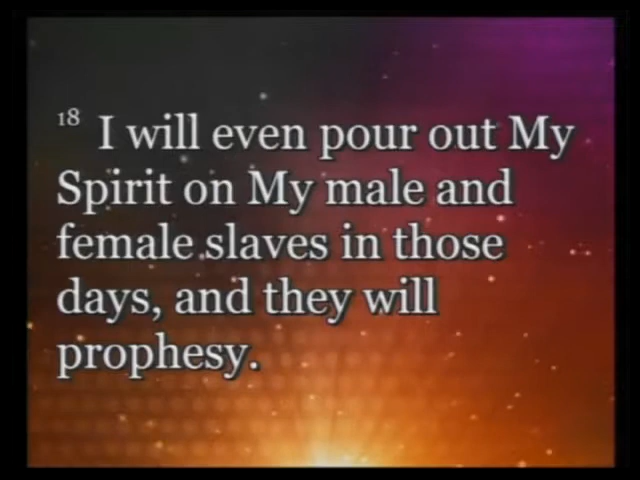 18 I will even pour out My
Spirit on My male and
female slaves in those
days, and they will
prophesy.